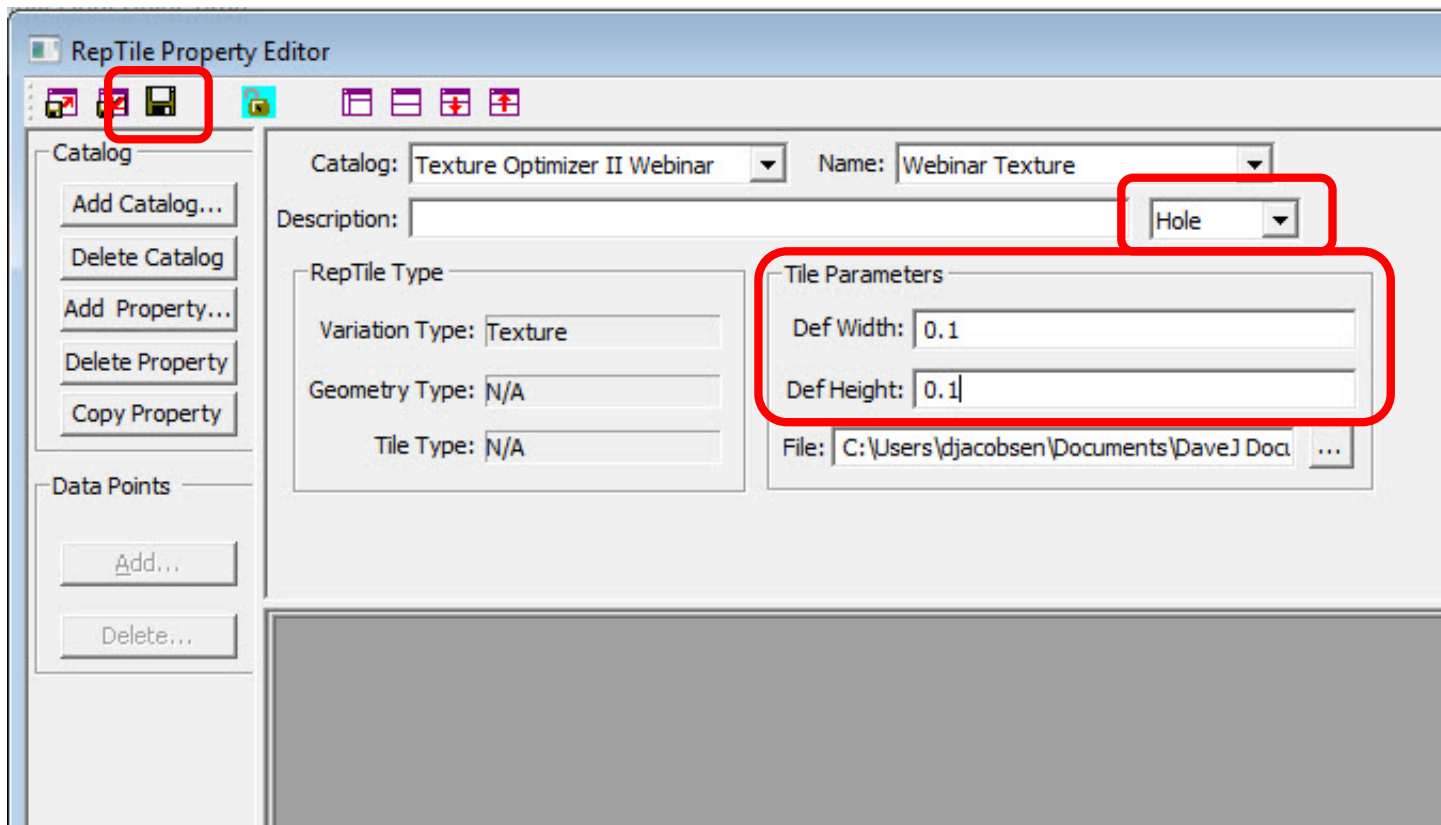 RepTile Property Editor
Catalog
Add Catalog...
Delete Catalog
Add Property...
Delete Property
Copy Property
Data Points
Add...
Delete...
Catalog: Texture Optimizer II Webinar Name: Webinar Texture
Description: Hole
RepTile Type
Variation Type: Texture
Geometry Type: N/A
Tile Type: N/A
Tile Parameters
Def Width: 0.1
Def Height: 0.1
File: C:\Users\djacobsen\Documents\DaveJ Docu ...